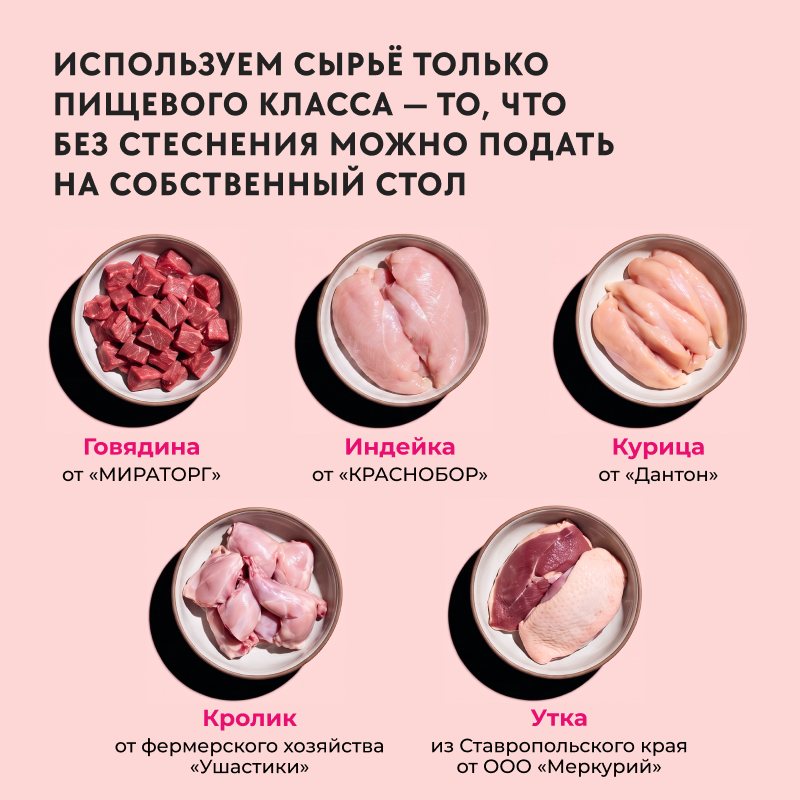 ИСПОЛЬЗУЕМ СЫРЬЁ ТОЛЬКО
ПИЩЕВОГО КЛАССА — ТО, ЧТО
БЕЗ СТЕСНЕНИЯ МОЖНО ПОДАТЬ
НА СОБСТВЕННЫЙ СТОЛ
Говядина
от «МИРАТОРГ»
Индейка
от «КРАСНОБОР»
Курица
от «Дантон»
Кролик
от фермерского хозяйства
«Ушастики»
Утка
из Ставропольского края
от ООО «Меркурий»